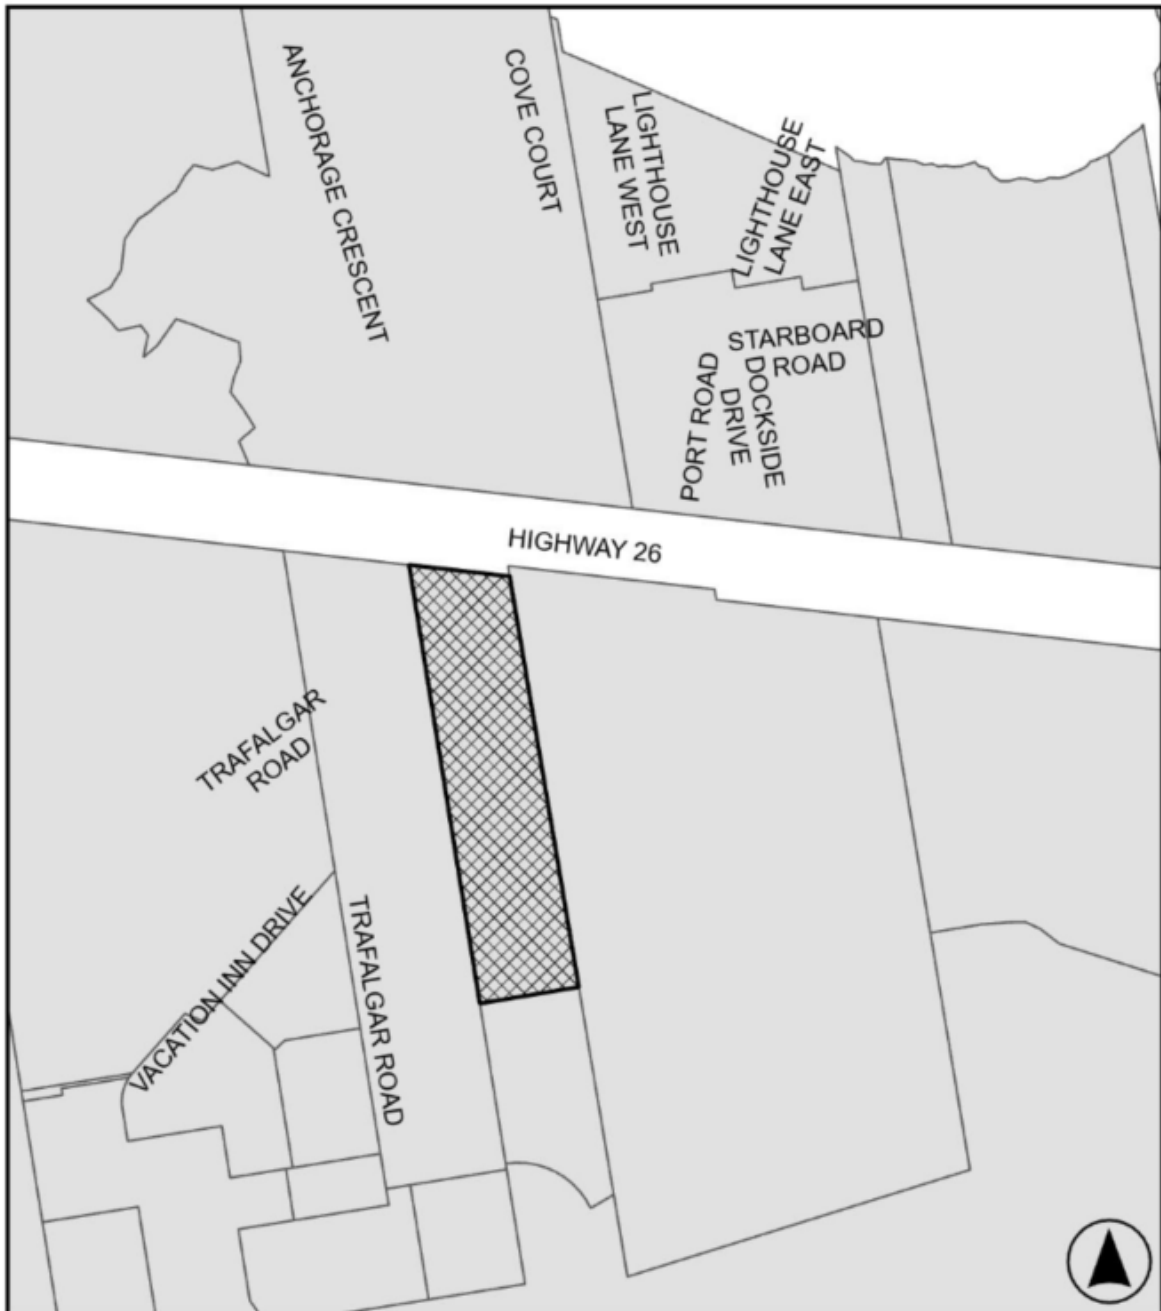 ANCHORAGE CRESCENT
COVE COURT
LIGHTHOUSE
LANE WEST
LIGHTHOUSE
LANE EAST
STARBOARD
ROAD
PORT ROAD
DOCKSIDE
DRIVE
HIGHWAY 26
TRAFALGAR
ROAD
VACATION INN DRIVE
TRAFALGAR ROAD